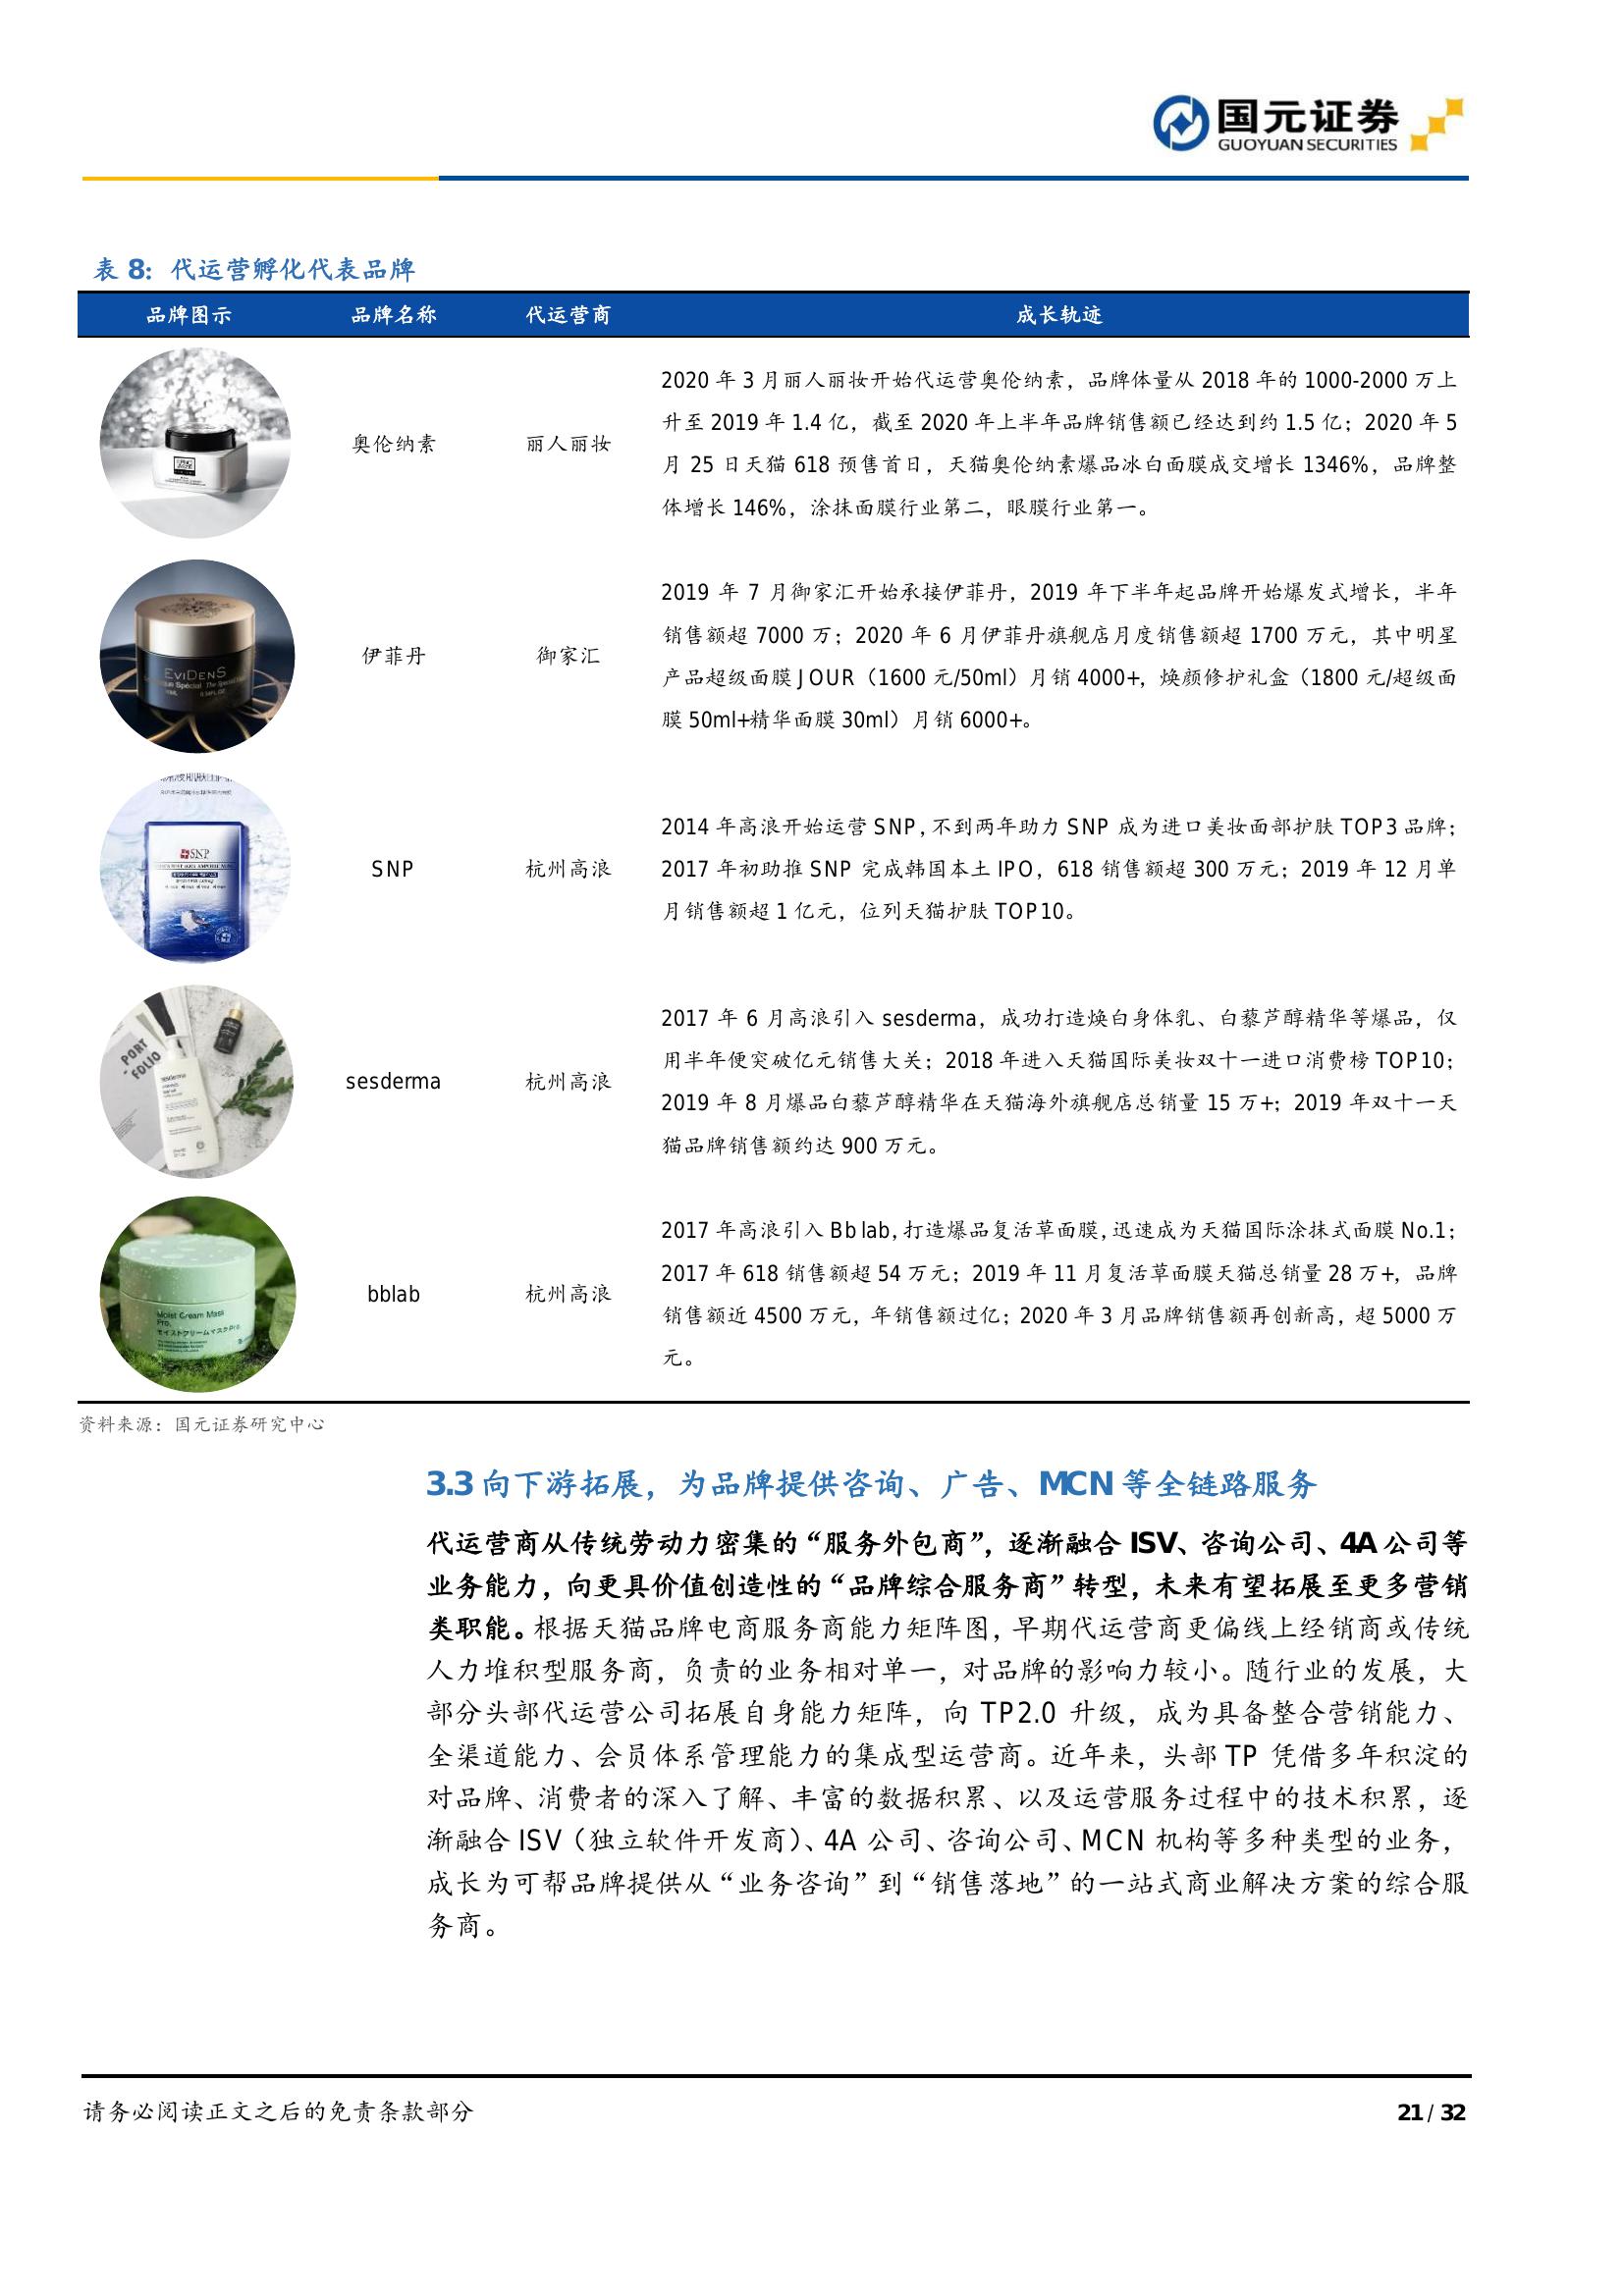 国元证券
GUOYUAN SECURITIES
表 8：代运营孵化代表品牌
品牌图示 品牌名称 代运营商 成长轨迹
奥伦纳素 丽人丽妆
2020 年 3 月丽人丽妆开始代运营奥伦纳素，品牌体量从 2018 年的 1000-2000 万上
升至 2019 年 1.4 亿，截至 2020 年上半年品牌销售额已经达到约 1.5 亿；2020 年 5
月 25 日天猫 618 预售首日，天猫奥伦纳素爆品冰白面膜成交增长 1346%，品牌整
体增长 146%，涂抹面膜行业第二，眼膜行业第一。
EVIDENS
伊菲丹 御家汇
2019 年 7 月御家汇开始承接伊菲丹，2019 年下半年起品牌开始爆发式增长，半年
销售额超 7000 万；2020 年 6 月伊菲丹旗舰店月度销售额超 1700 万元，其中明星
产品超级面膜 JOUR（1600 元/50ml）月销 4000+，焕颜修护礼盒（1800 元/超级面
膜 50ml+精华面膜 30ml）月销 6000+。
SNP
SNP 杭州高浪
2014 年高浪开始运营 SNP，不到两年助力 SNP 成为进口美妆面部护肤 TOP3 品牌；
2017 年初助推 SNP 完成韩国本土 IPO，618 销售额超 300 万元；2019 年 12 月单
月销售额超 1 亿元，位列天猫护肤 TOP10。
PORT
FOLIO
sesderma
sesderma 杭州高浪
2017 年 6 月高浪引入 sesderma，成功打造焕白身体乳、白藜芦醇精华等爆品，仅
用半年便突破亿元销售大关；2018 年进入天猫国际美妆双十一进口消费榜 TOP10；
2019 年 8 月爆品白藜芦醇精华在天猫海外旗舰店总销量 15 万+；2019 年双十一天
猫品牌销售额约达 900 万元。
Moist Cream Mask
Pro.
モイストクリームマスクPro.
bblab 杭州高浪
2017 年高浪引入 Bb lab，打造爆品复活草面膜，迅速成为天猫国际涂抹式面膜 No.1；
2017 年 618 销售额超 54 万元；2019 年 11 月复活草面膜天猫总销量 28 万+，品牌
销售额近 4500 万元，年销售额过亿；2020 年 3 月品牌销售额再创新高，超 5000 万
元。
资料来源：国元证券研究中心
3.3 向下游拓展，为品牌提供咨询、广告、MCN 等全链路服务
代运营商从传统劳动力密集的“服务外包商”，逐渐融合 ISV、咨询公司、4A 公司等
业务能力，向更具价值创造性的“品牌综合服务商”转型，未来有望拓展至更多营销
类职能。根据天猫品牌电商服务商能力矩阵图，早期代运营商更偏线上经销商或传统
人力堆积型服务商，负责的业务相对单一，对品牌的影响力较小。随行业的发展，大
部分头部代运营公司拓展自身能力矩阵，向 TP2.0 升级，成为具备整合营销能力、
全渠道能力、会员体系管理能力的集成型运营商。近年来，头部 TP 凭借多年积淀的
对品牌、消费者的深入了解、丰富的数据积累、以及运营服务过程中的技术积累，逐
渐融合 ISV（独立软件开发商）、4A 公司、咨询公司、MCN 机构等多种类型的业务，
成长为可帮品牌提供从“业务咨询”到“销售落地”的一站式商业解决方案的综合服
务商。
请务必阅读正文之后的免责条款部分
21 / 32